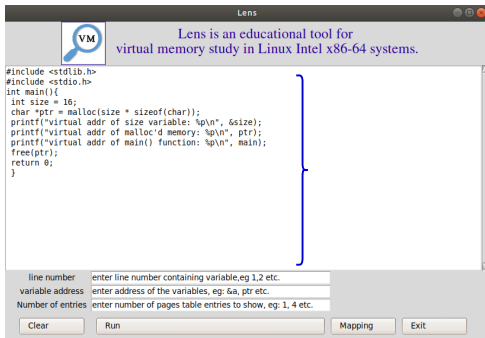 Lens
VM
Lens is an educational tool for
virtual memory study in Linux Intel x86-64 systems.
#include <stdlib.h>
#include <stdio.h>
int main(){
 int size = 16;
 char *ptr = malloc(size * sizeof(char));
 printf("virtual addr of size variable: %p\n", &size);
 printf("virtual addr of malloc'd memory: %p\n", ptr);
 printf("virtual addr of main() function: %p\n", main);
 free(ptr);
 return 0;
 }
line number enter line number containing variable,eg 1,2 etc.
variable address enter address of the variables, eg: &a, ptr etc.
Number of entries enter number of pages table entries to show, eg: 1, 4 etc.
Clear Run Mapping Exit